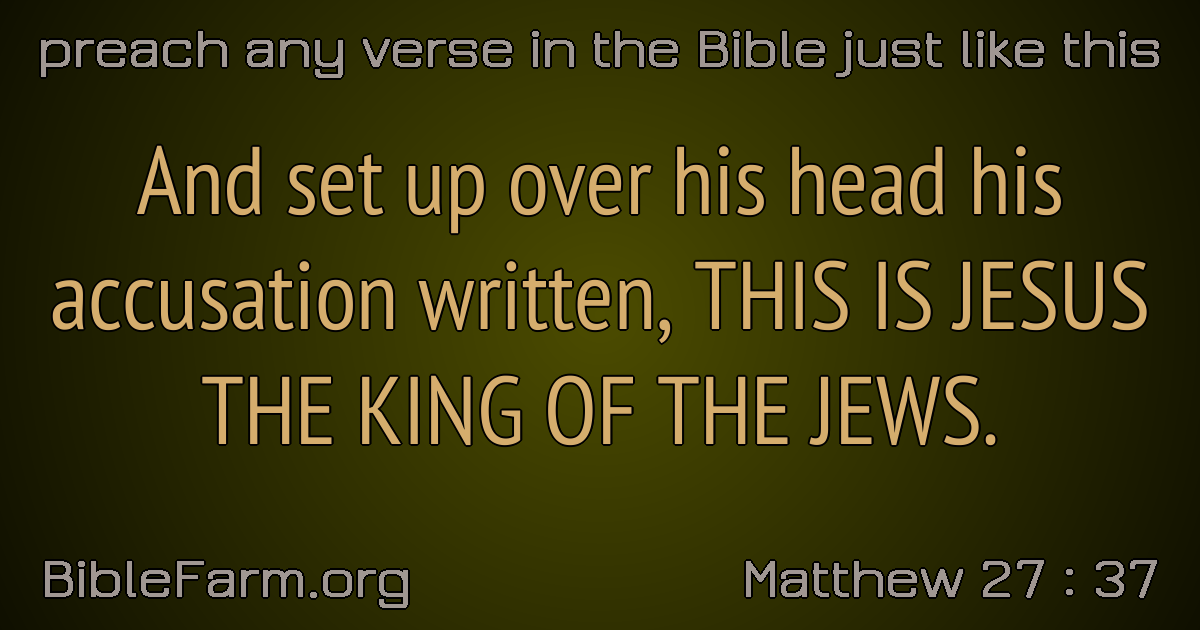 preach any verse in the Bible just like this
And set up over his head his
accusation written, THIS IS JESUS
THE KING OF THE JEWS.
BibleFarm.org
Matthew 27 : 37